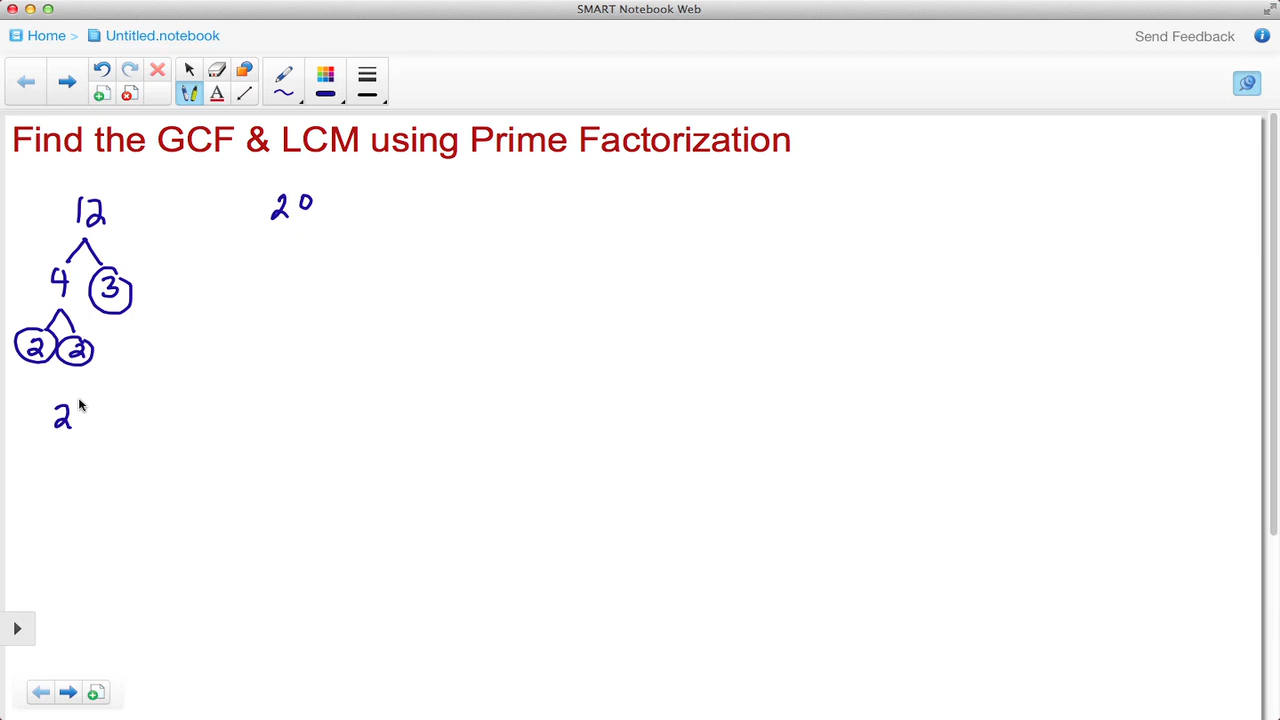 SMART Notebook Web
Home > Untitled.notebook Send Feedback
Find the GCF & LCM using Prime Factorization
12 20
4 3
2 2
2